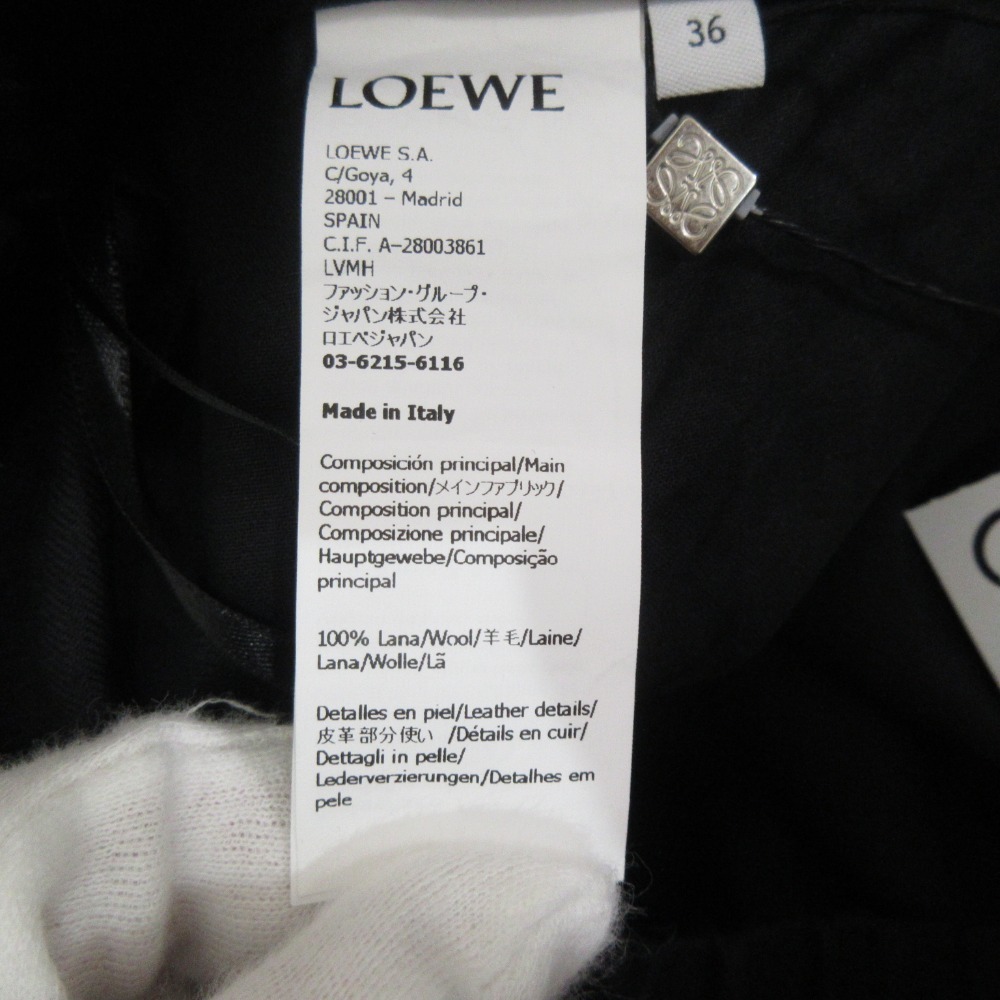 36
LOEWE
LOEWE S.A.
C/Goya, 4
28001 – Madrid
SPAIN
C.I.F. A-28003861
LVMH
ファッション・グループ・
ジャパン株式会社
ロエベジャパン
03-6215-6116
Made in Italy
Composición principal/Main
composition/メインファブリック/
Composition principal/
Composizione principale/
Hauptgewebe/Composição
principal
100% Lana/Wool/羊毛/Laine/
Lana/Wolle/Lã
Detalles en piel/Leather details/
皮革部分使い /Détails en cuir/
Dettagli in pelle/
Lederverzierungen/Detalhes em
pele